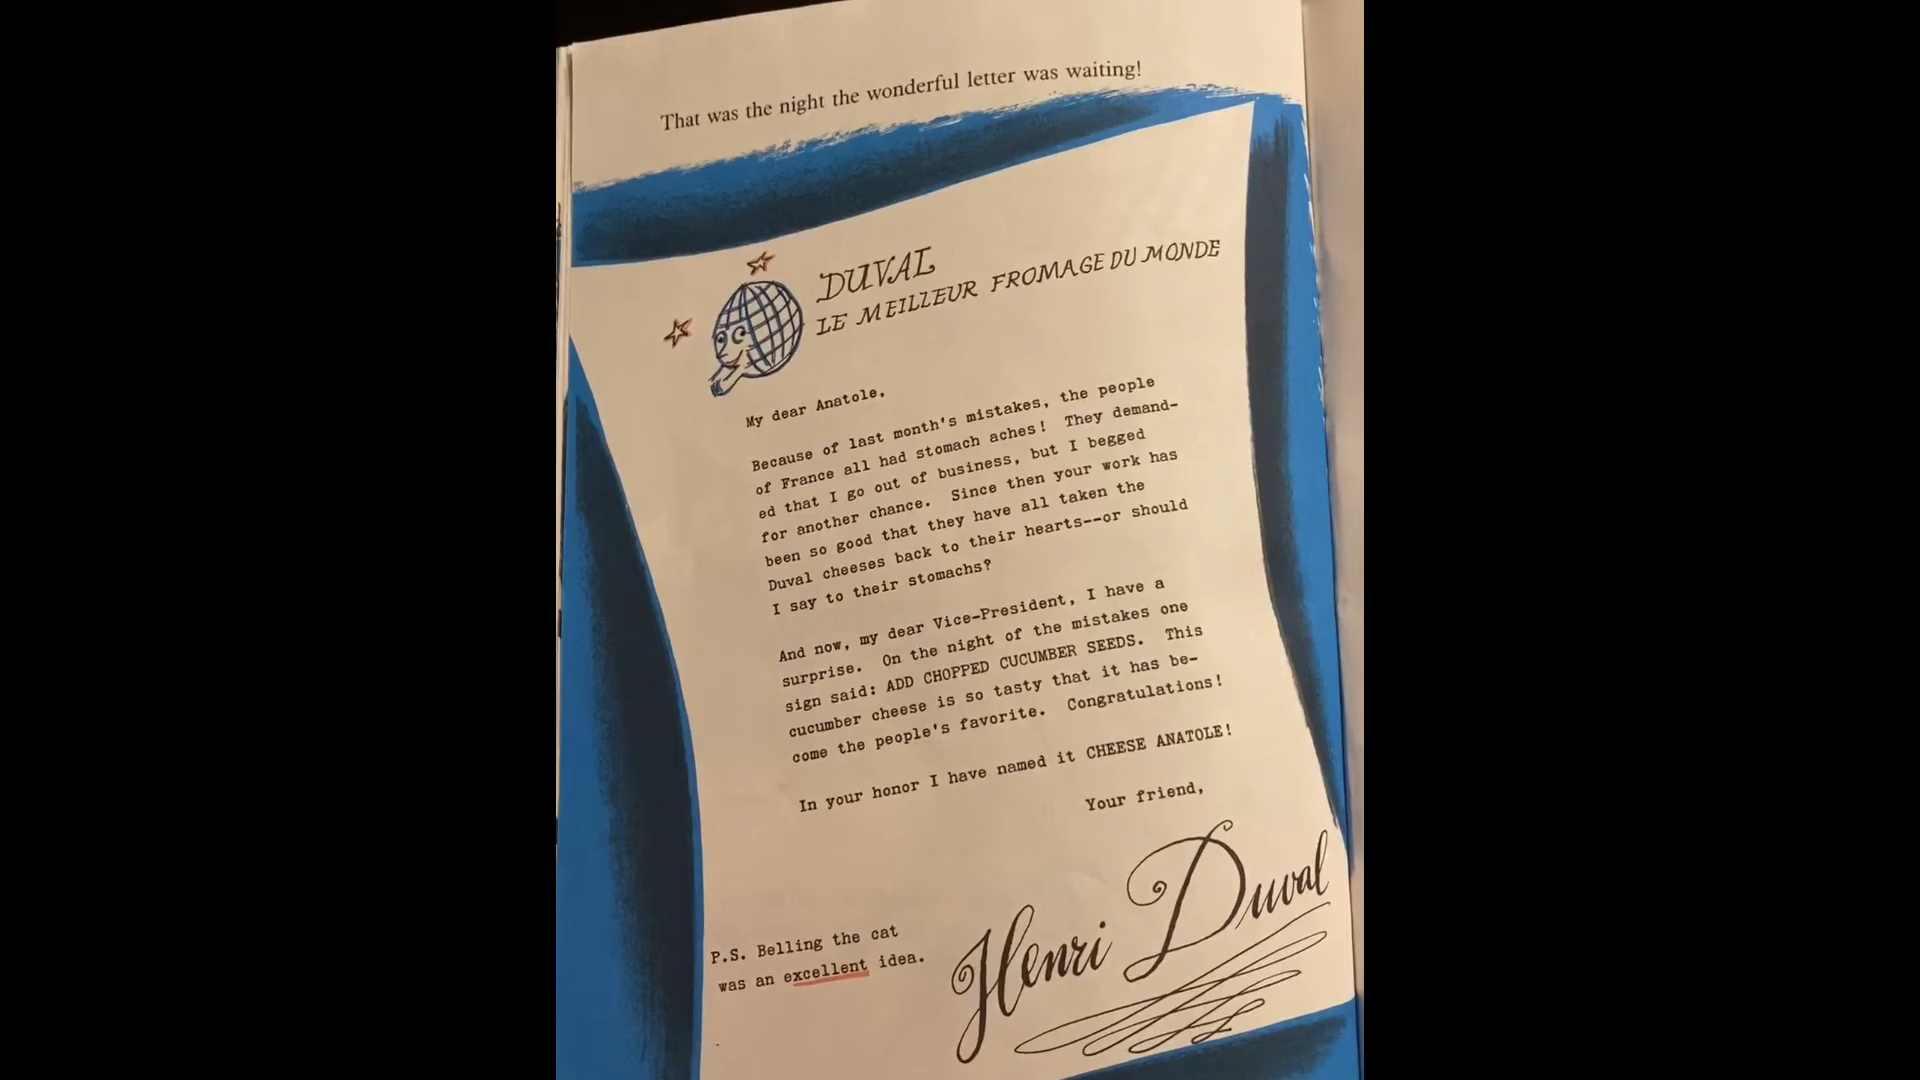 That was the night the wonderful letter was waiting!
DUVAL
LE MEILLEUR FROMAGE DU MONDE
My dear Anatole,
Because of last month's mistakes, the people
of France all had stomach aches!  They demand-
ed that I go out of business, but I begged
for another chance.  Since then your work has
been so good that they have all taken the
Duval cheeses back to their hearts--or should
I say to their stomachs?
And now, my dear Vice-President, I have a
surprise.  On the night of the mistakes one
sign said: ADD CHOPPED CUCUMBER SEEDS.  This
cucumber cheese is so tasty that it has be-
come the people's favorite.  Congratulations!
In your honor I have named it CHEESE ANATOLE!
Your friend,
Henri Duval
P.S. Belling the cat
was an excellent idea.